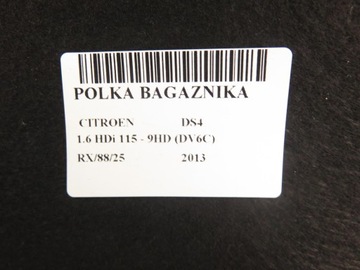 POLKA BAGAZNIKA
CITROEN DS4
1.6 HDi 115 - 9HD (DV6C)
RX/88/25 2013